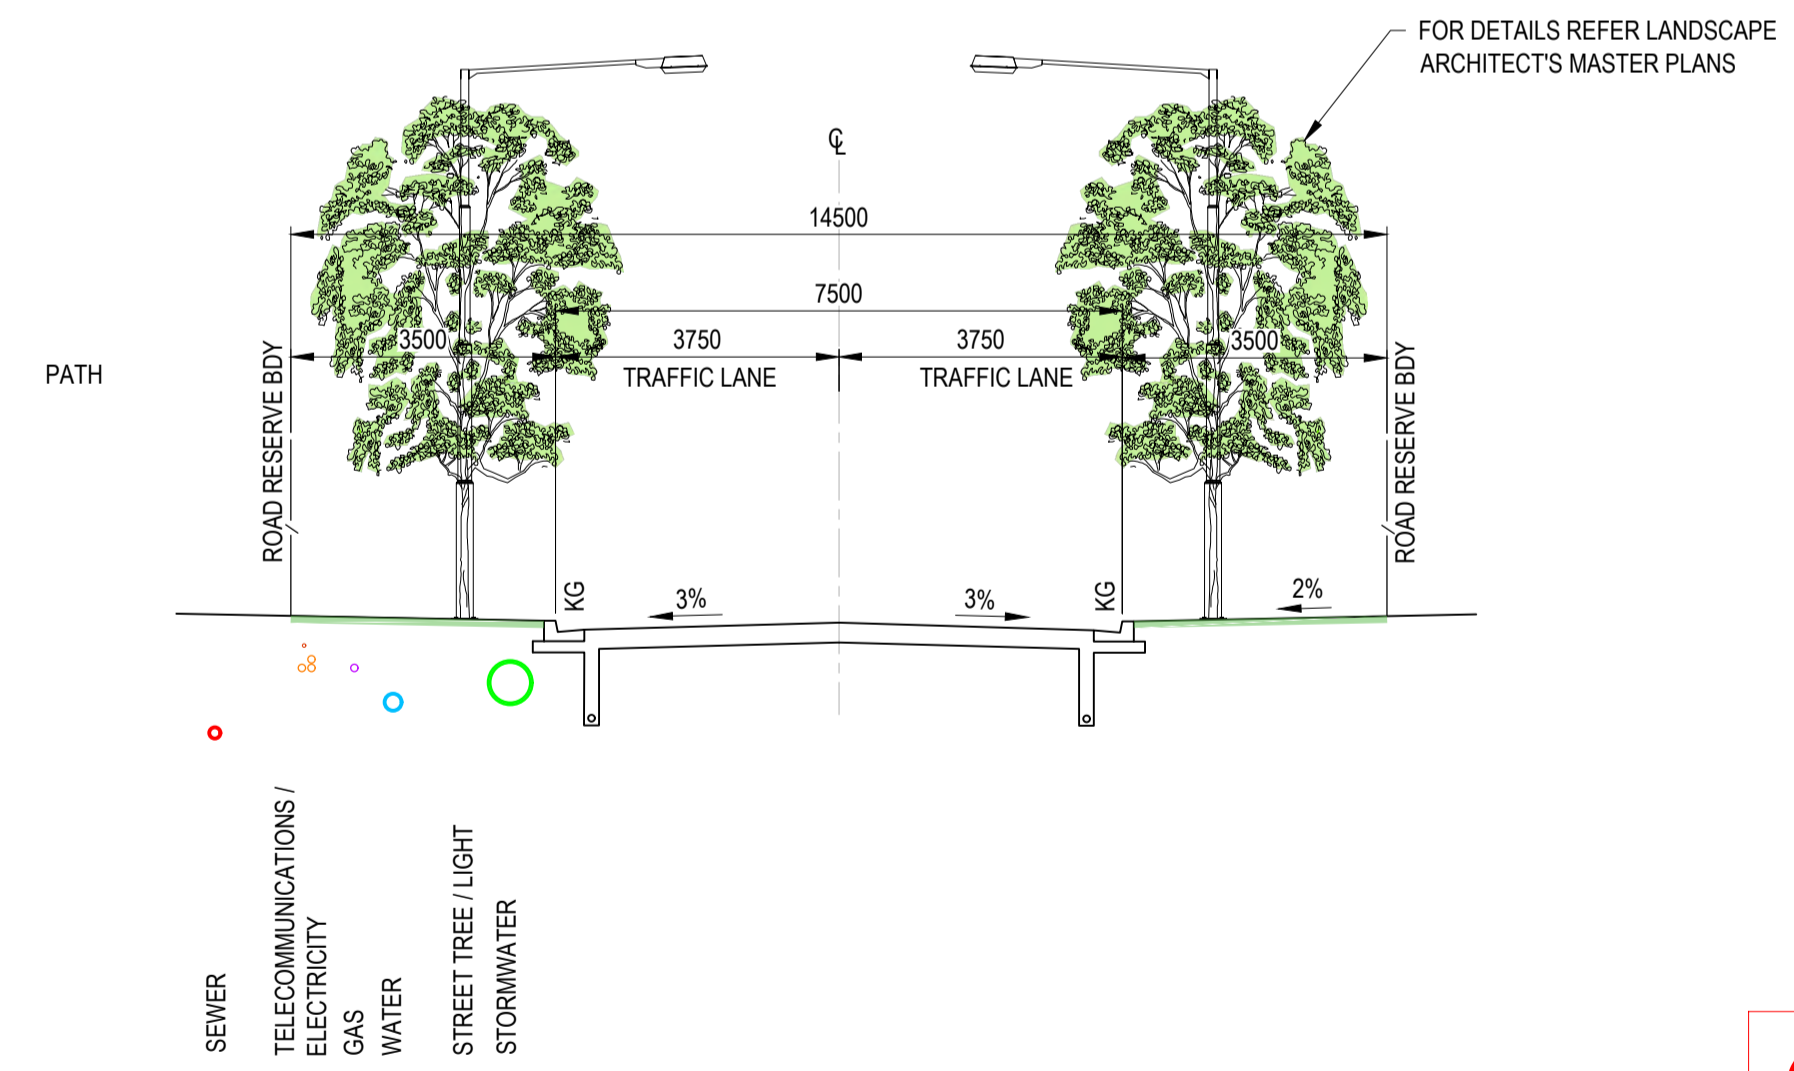 FOR DETAILS REFER LANDSCAPE
ARCHITECT'S MASTER PLANS
℄
14500
7500
3500
3750
3750
3500
TRAFFIC LANE
TRAFFIC LANE
PATH
ROAD RESERVE BDY
ROAD RESERVE BDY
KG
3%
3%
KG
2%
SEWER
TELECOMMUNICATIONS /
ELECTRICITY
GAS
WATER
STREET TREE / LIGHT
STORMWATER